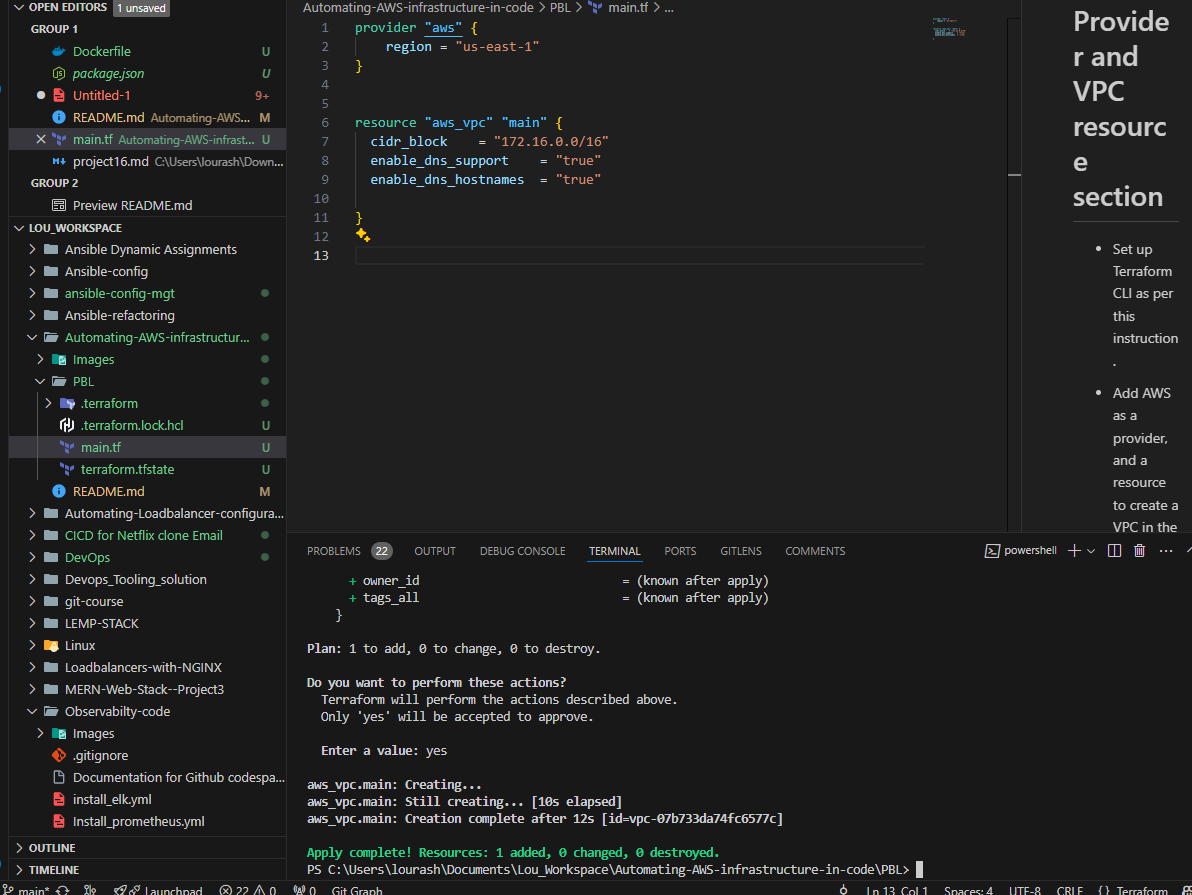 OPEN EDITORS 1 unsaved
GROUP 1
Dockerfile U
package.json U
Untitled-1 9+
README.md Automating-AWS... M
main.tf Automating-AWS-infrast... U
project16.md C:\Users\lourash\Down...
GROUP 2
Preview README.md
LOU_WORKSPACE
Ansible Dynamic Assignments
Ansible-config
ansible-config-mgt
Ansible-refactoring
Automating-AWS-infrastructur...
Images
PBL
.terraform
.terraform.lock.hcl U
main.tf U
terraform.tfstate U
README.md M
Automating-Loadbalancer-configura...
CICD for Netflix clone Email
DevOps
Devops_Tooling_solution
git-course
LEMP-STACK
Linux
Loadbalancers-with-NGINX
MERN-Web-Stack--Project3
Observabilty-code
Images
.gitignore
Documentation for Github codespa...
install_elk.yml
Install_prometheus.yml
OUTLINE
TIMELINE
Automating-AWS-infrastructure-in-code > PBL > main.tf > ...
1 provider "aws" {
2 region = "us-east-1"
3 }
4
5
6 resource "aws_vpc" "main" {
7 cidr_block = "172.16.0.0/16"
8 enable_dns_support = "true"
9 enable_dns_hostnames = "true"
10
11 }
12
13
Provide
r and
VPC
resourc
e
section
• Set up
Terraform
CLI as per
this
instruction
.
• Add AWS
as a
provider,
and a
resource
to create a
VPC in the
PROBLEMS 22 OUTPUT DEBUG CONSOLE TERMINAL PORTS GITLENS COMMENTS powershell
+ owner_id = (known after apply)
+ tags_all = (known after apply)
}
Plan: 1 to add, 0 to change, 0 to destroy.
Do you want to perform these actions?
Terraform will perform the actions described above.
Only 'yes' will be accepted to approve.
Enter a value: yes
aws_vpc.main: Creating...
aws_vpc.main: Still creating... [10s elapsed]
aws_vpc.main: Creation complete after 12s [id=vpc-07b733da74fc6577c]
Apply complete! Resources: 1 added, 0 changed, 0 destroyed.
PS C:\Users\lourash\Documents\Lou_Workspace\Automating-AWS-infrastructure-in-code\PBL>
main* Launchpad 22 0 0 Git Graph Ln 13, Col 1 Spaces: 4 UTF-8 CRLF {} Terraform